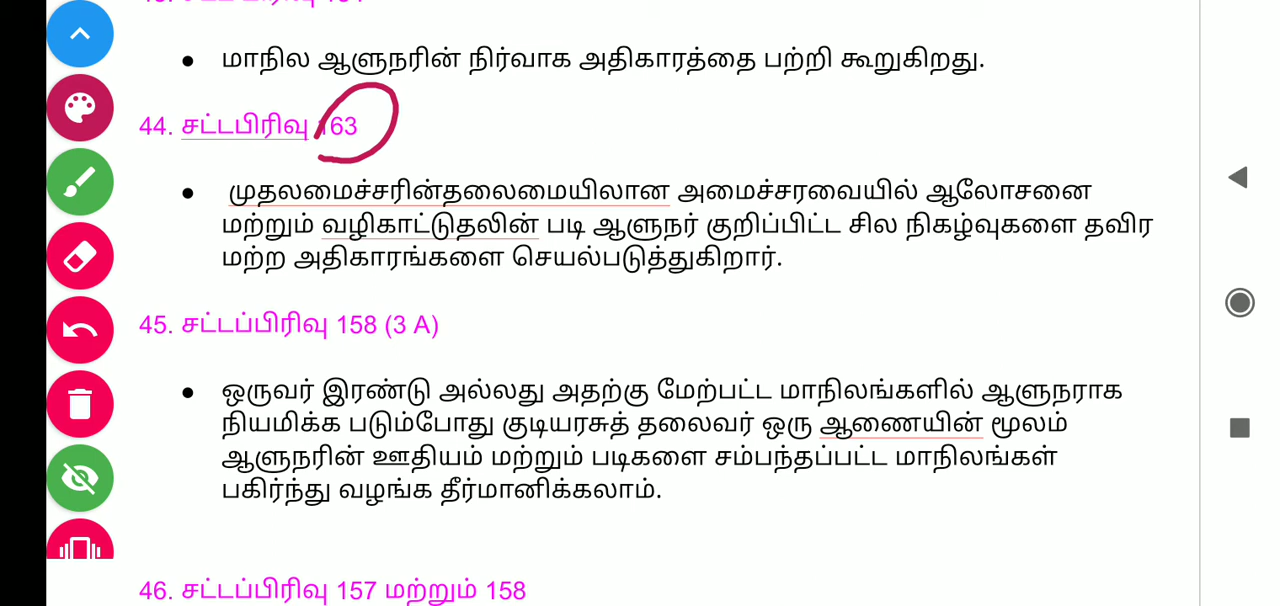 மாநில ஆளுநரின் நிர்வாக அதிகாரத்தை பற்றி கூறுகிறது.
44. சட்டபிரிவு 163
முதலமைச்சரின்தலைமையிலான அமைச்சரவையில் ஆலோசனை
மற்றும் வழிகாட்டுதலின் படி ஆளுநர் குறிப்பிட்ட சில நிகழ்வுகளை தவிர
மற்ற அதிகாரங்களை செயல்படுத்துகிறார்.
45. சட்டப்பிரிவு 158 (3 A)
ஒருவர் இரண்டு அல்லது அதற்கு மேற்பட்ட மாநிலங்களில் ஆளுநராக
நியமிக்க படும்போது குடியரசுத் தலைவர் ஒரு ஆணையின் மூலம்
ஆளுநரின் ஊதியம் மற்றும் படிகளை சம்பந்தப்பட்ட மாநிலங்கள்
பகிர்ந்து வழங்க தீர்மானிக்கலாம்.
46. சட்டப்பிரிவு 157 மற்றும் 158